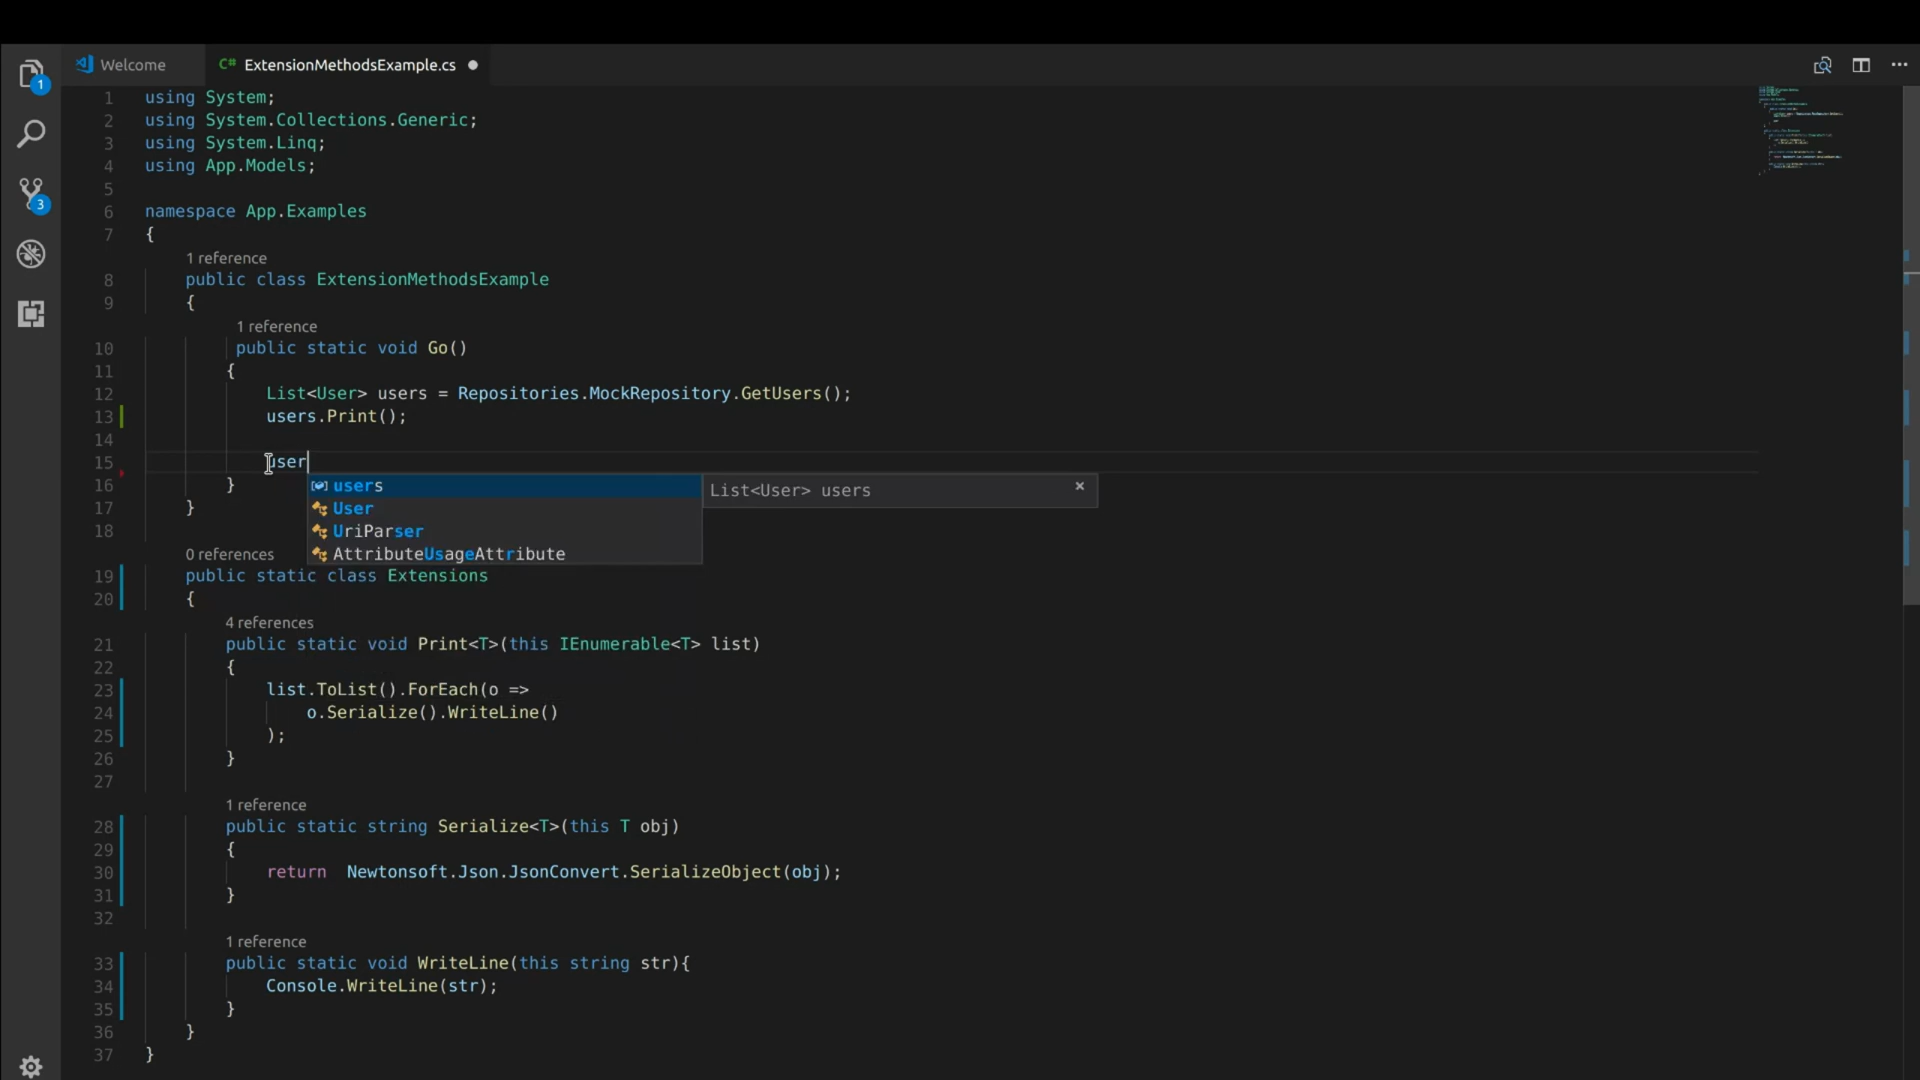 1
3
Welcome
C# ExtensionMethodsExample.cs
1 using System;
2 using System.Collections.Generic;
3 using System.Linq;
4 using App.Models;
5
6 namespace App.Examples
7 {
1 reference
8 public class ExtensionMethodsExample
9 {
1 reference
10 public static void Go()
11 {
12 List<User> users = Repositories.MockRepository.GetUsers();
13 users.Print();
14
15 user
users
List<User> users ×
User
UriParser
AttributeUsageAttribute
16 }
17 }
18
0 references
19 public static class Extensions
20 {
4 references
21 public static void Print<T>(this IEnumerable<T> list)
22 {
23 list.ToList().ForEach(o =>
24 o.Serialize().WriteLine()
25 );
26 }
27
1 reference
28 public static string Serialize<T>(this T obj)
29 {
30 return  Newtonsoft.Json.JsonConvert.SerializeObject(obj);
31 }
32
1 reference
33 public static void WriteLine(this string str){
34 Console.WriteLine(str);
35 }
36 }
37 }